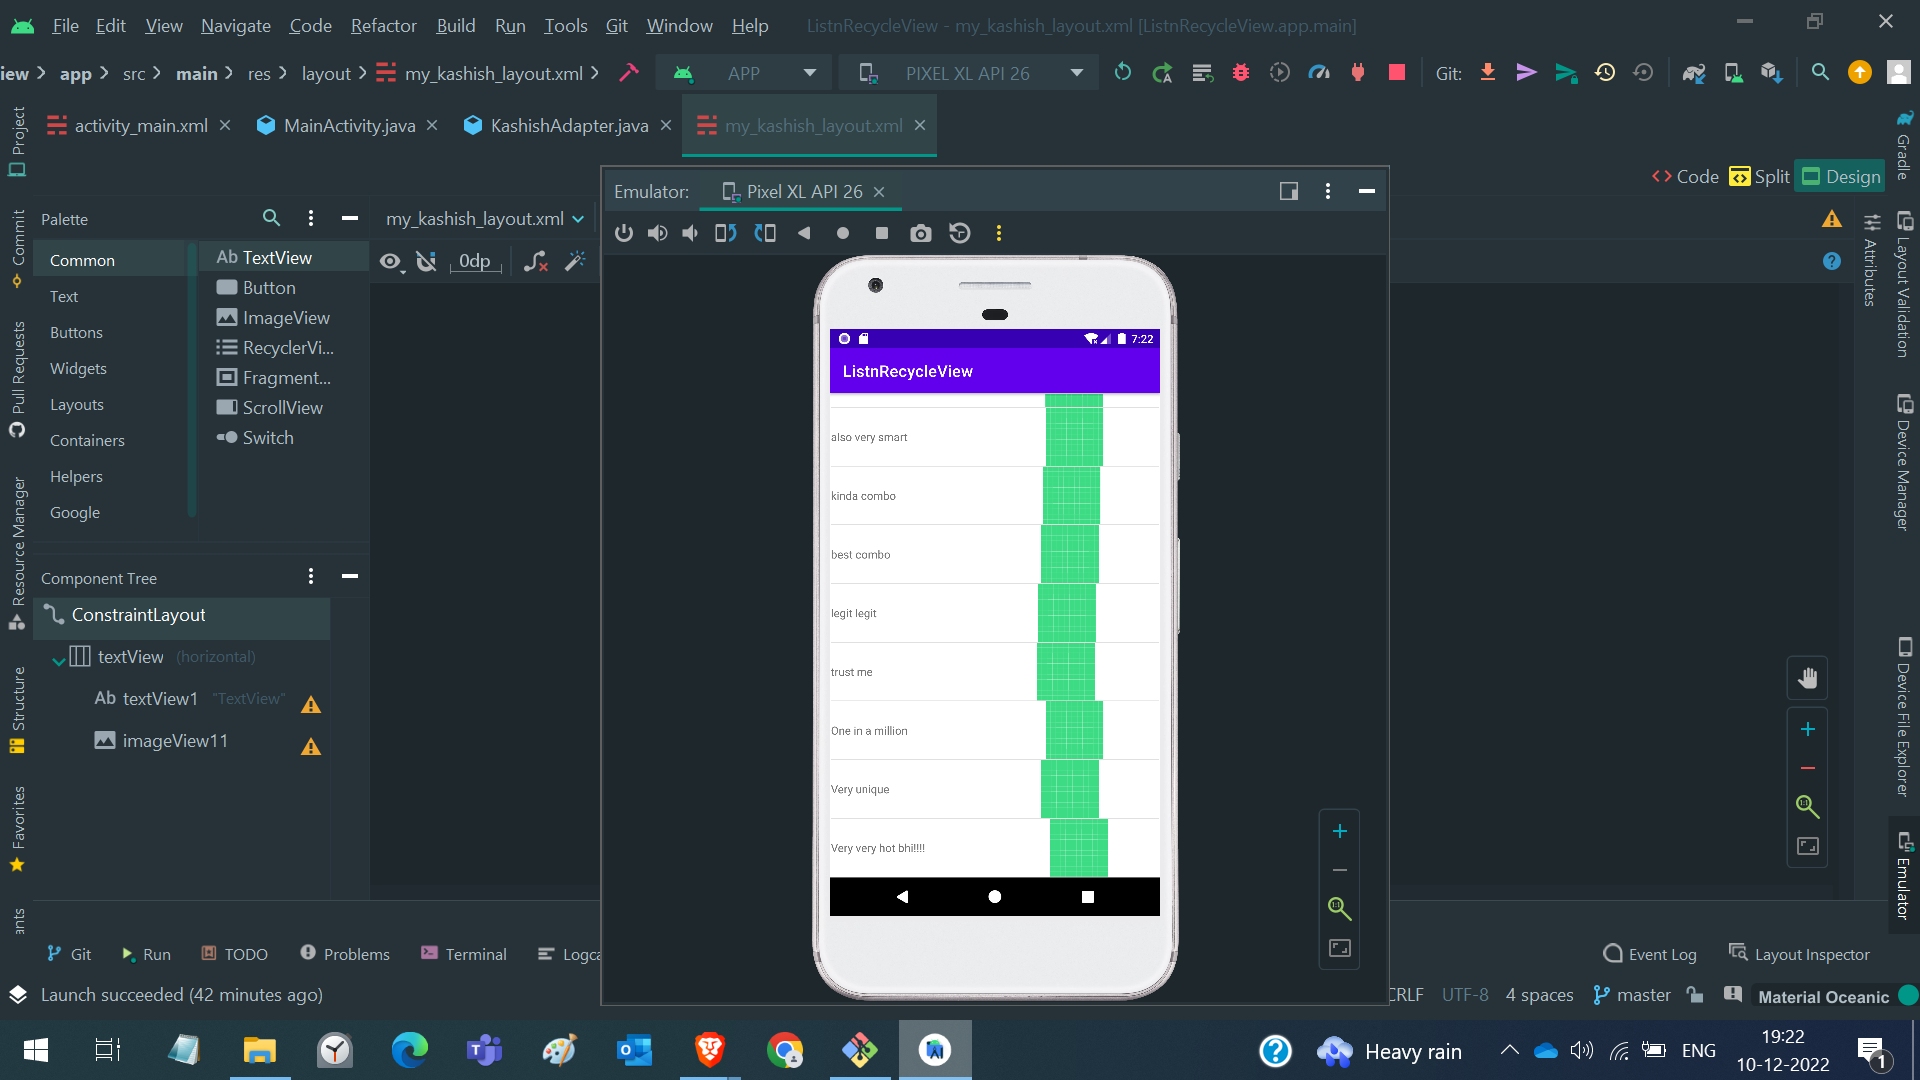 File Edit View Navigate Code Refactor Build Run Tools Git Window Help ListnRecycleView - my_kashish_layout.xml [ListnRecycleView.app.main]
iew app src main res layout my_kashish_layout.xml APP PIXEL XL API 26 Git:
activity_main.xml MainActivity.java KashishAdapter.java my_kashish_layout.xml
Code Split Design
Emulator: Pixel XL API 26
Palette my_kashish_layout.xml
Common
Text
Buttons
Widgets
Layouts
Containers
Helpers
Google
Ab TextView
Button
ImageView
RecyclerVi...
Fragment...
ScrollView
Switch
0dp
Component Tree
ConstraintLayout
textView (horizontal)
Ab textView1 "TextView"
imageView11
7:22
ListnRecycleView
also very smart
kinda combo
best combo
legit legit
trust me
One in a million
Very unique
Very very hot bhi!!!!
1:1
1:1
Project
Commit
Pull Requests
Resource Manager
Structure
Favorites
ants
Gradle
Attributes
Layout Validation
Device Manager
Device File Explorer
Emulator
Git Run TODO Problems Terminal Logca Event Log Layout Inspector
Launch succeeded (42 minutes ago) CRLF UTF-8 4 spaces master Material Oceanic
Heavy rain ENG 19:22
10-12-2022
1